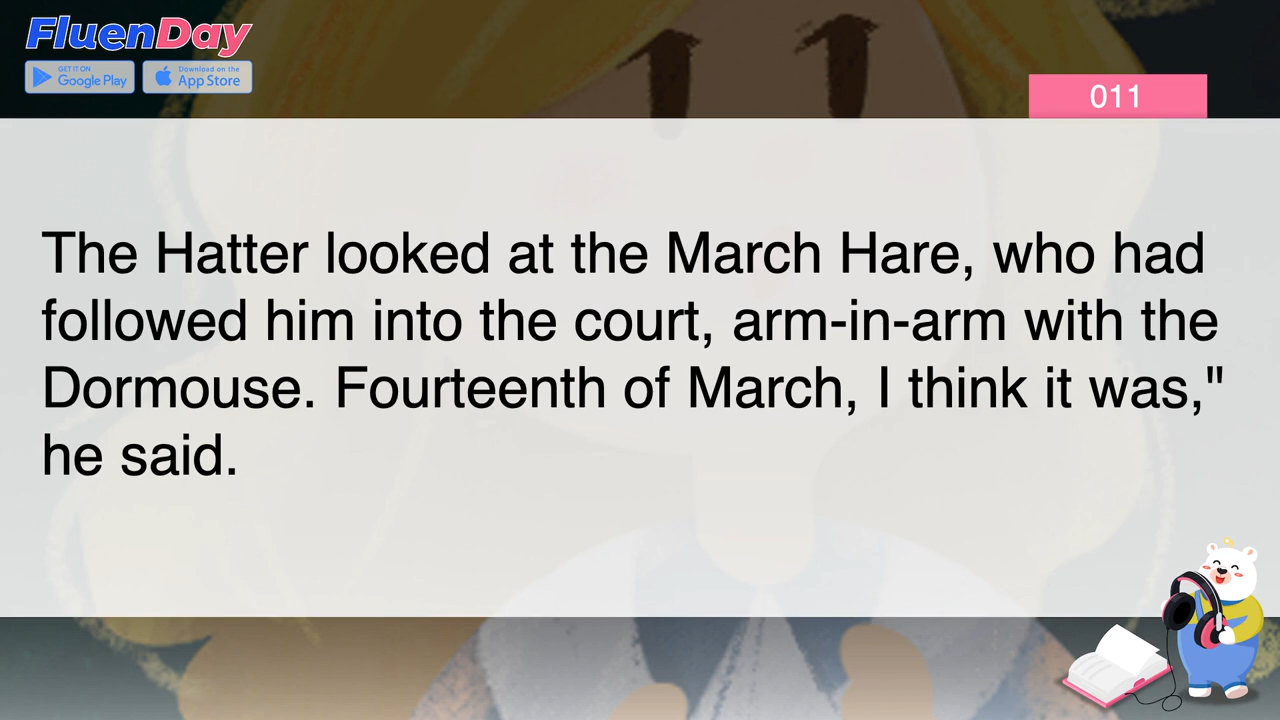 FluenDay
GET IT ON
Google Play
Download on the
App Store
011
The Hatter looked at the March Hare, who had
followed him into the court, arm-in-arm with the
Dormouse. Fourteenth of March, I think it was,"
he said.